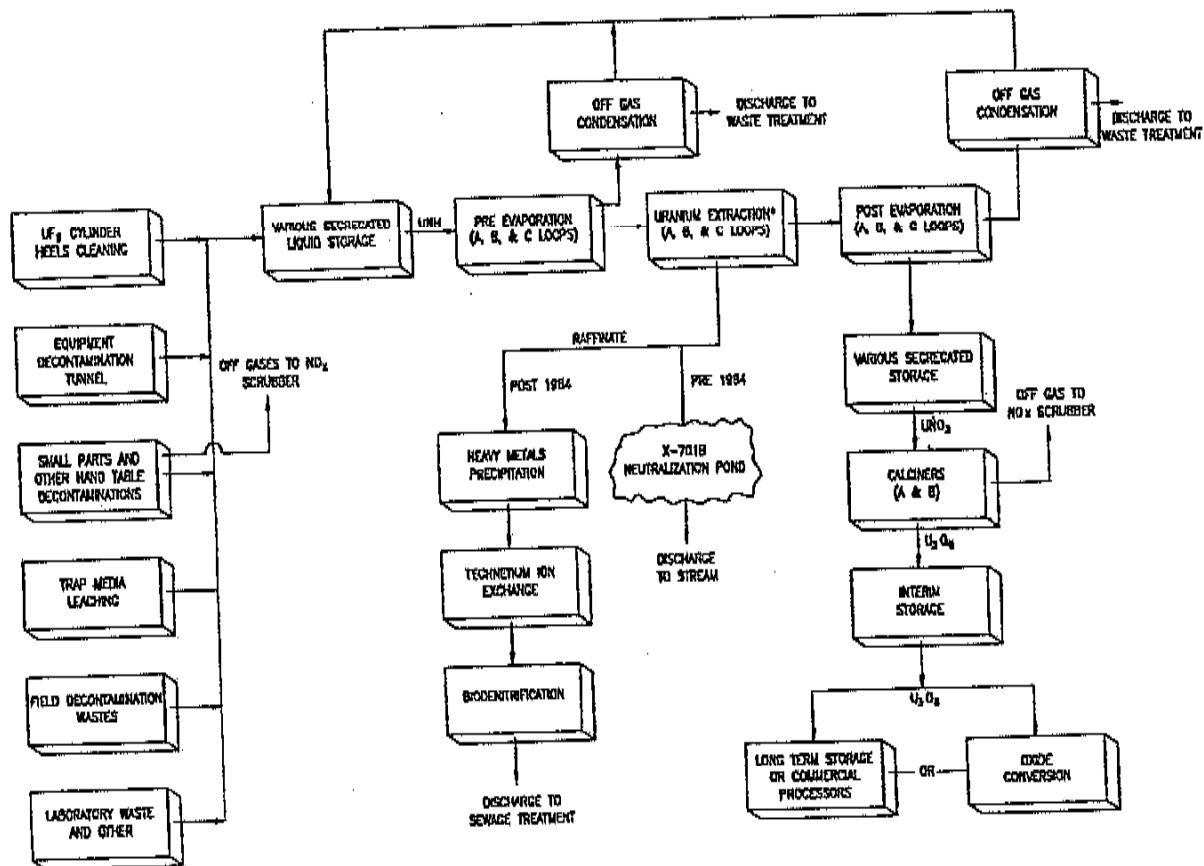 OFF GAS
CONDENSATION
DISCHARGE TO
WASTE TREATMENT
OFF GAS
CONDENSATION
DISCHARGE TO
WASTE TREATMENT
UF₆ CYLINDER
HEELS CLEANING
VARIOUS SEGREGATED
LIQUID STORAGE
UNH
PRE EVAPORATION
(A, B, & C LOOPS)
URANIUM EXTRACTION*
(A, B, & C LOOPS)
POST EVAPORATION
(A, B, & C LOOPS)
EQUIPMENT
DECONTAMINATION
TUNNEL
OFF GASES TO NOx
SCRUBBER
RAFFINATE
POST 1984
PRE 1984
VARIOUS SEGREGATED
STORAGE
OFF GAS TO
NOx SCRUBBER
UNO₃
SMALL PARTS AND
OTHER HAND TABLE
DECONTAMINATIONS
HEAVY METALS
PRECIPITATION
X-701B
NEUTRALIZATION POND
CALCINERS
(A & B)
U₃O₈
DISCHARGE
TO STREAM
TRAP MEDIA
LEACHING
TECHNETIUM ION
EXCHANGE
INTERIM
STORAGE
FIELD DECONTAMINATION
WASTES
BIODENITRIFICATION
U₃O₈
LONG TERM STORAGE
OR COMMERCIAL
PROCESSORS
OR
OXIDE
CONVERSION
LABORATORY WASTE
AND OTHER
DISCHARGE TO
SEWAGE TREATMENT